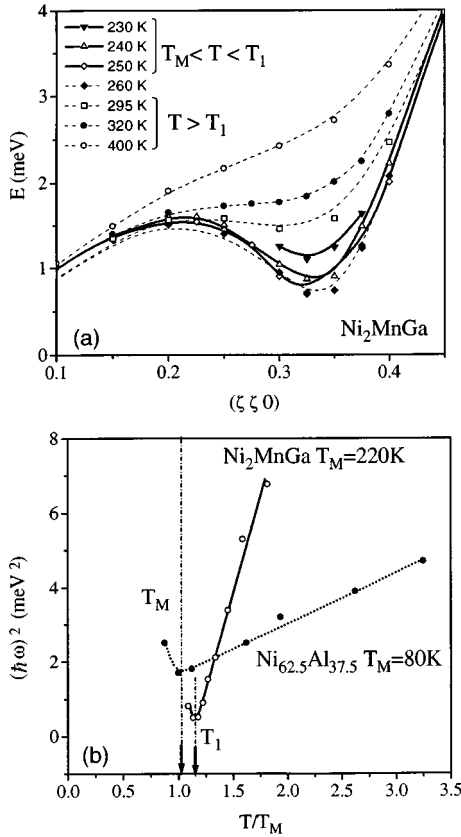 4
3
2
1
0
E (meV)
230 K
240 K
250 K
260 K
295 K
320 K
400 K
T_M < T < T_1
T > T_1
(a)
Ni₂MnGa
0.1 0.2 0.3 0.4
(ζ ζ 0)
8
6
4
2
0
(ħ ω)² (meV²)
Ni₂MnGa T_M=220K
T_M
Ni₆₂.₅Al₃₇.₅ T_M=80K
T₁
(b)
0.0 0.5 1.0 1.5 2.0 2.5 3.0 3.5
T/T_M